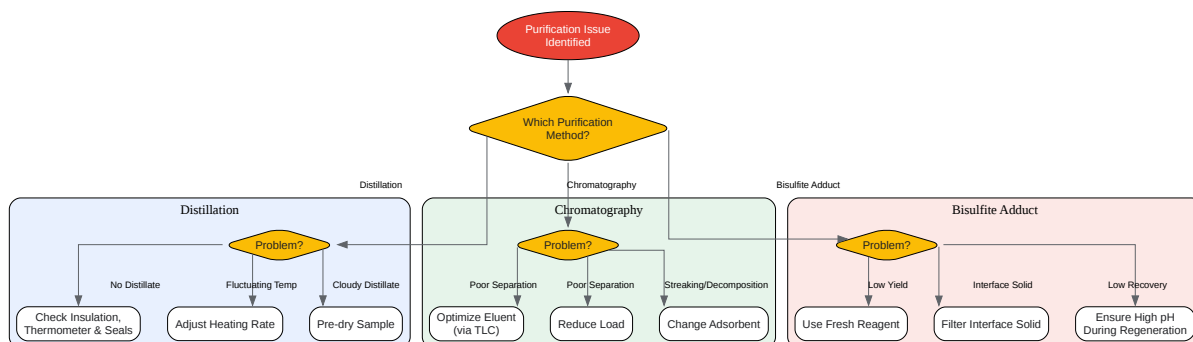 Purification Issue
Identified
Which Purification
Method?
Distillation
Chromatography
Bisulfite Adduct
Distillation
Chromatography
Bisulfite Adduct
Problem?
Problem?
Problem?
No Distillate
Fluctuating Temp
Cloudy Distillate
Poor Separation
Poor Separation
Streaking/Decomposition
Low Yield
Interface Solid
Low Recovery
Check Insulation,
Thermometer & Seals
Adjust Heating Rate
Pre-dry Sample
Optimize Eluent
(via TLC)
Reduce Load
Change Adsorbent
Use Fresh Reagent
Filter Interface Solid
Ensure High pH
During Regeneration